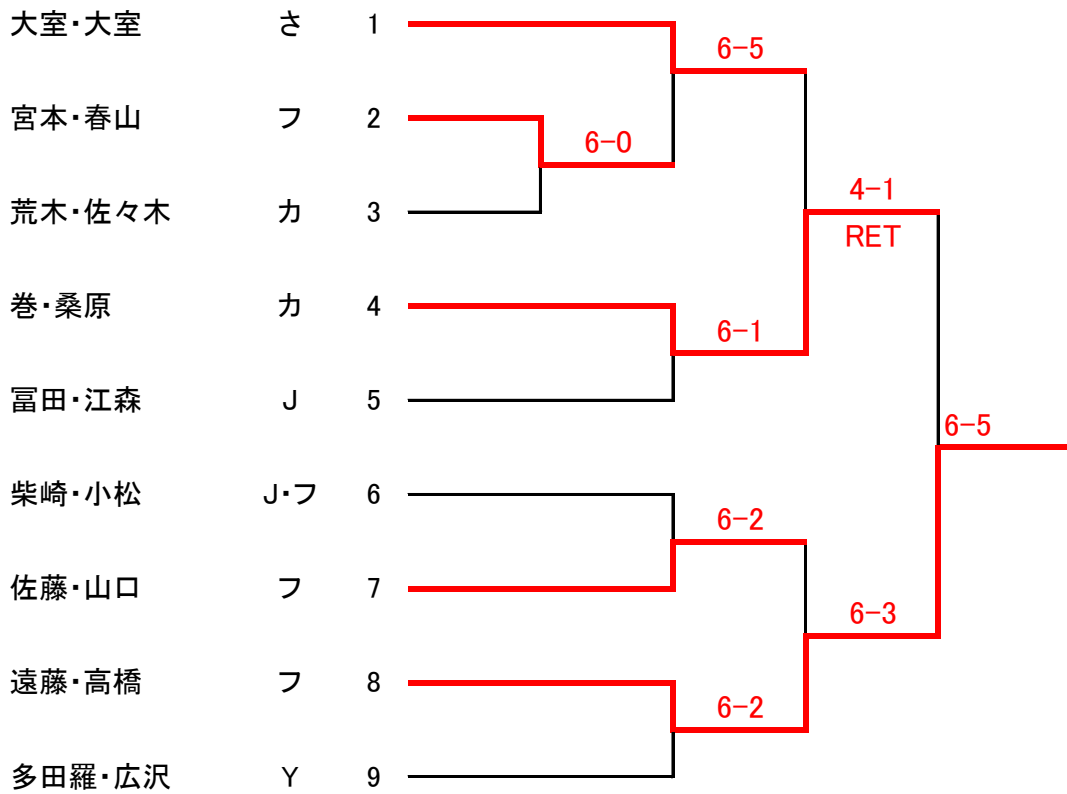 大室・大室 さ 1
6-5
宮本・春山 フ 2
6-0
荒木・佐々木 カ 3
4-1
RET
巻・桑原 カ 4
6-1
冨田・江森 J 5
6-5
柴崎・小松 J・フ 6
6-2
佐藤・山口 フ 7
6-3
遠藤・高橋 フ 8
6-2
多田羅・広沢 Y 9